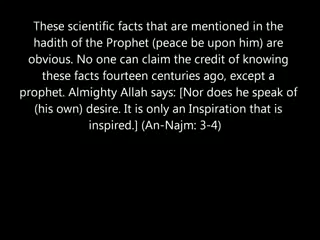 These scientific facts that are mentioned in the
hadith of the Prophet (peace be upon him) are
obvious. No one can claim the credit of knowing
these facts fourteen centuries ago, except a
prophet. Almighty Allah says: [Nor does he speak of
(his own) desire. It is only an Inspiration that is
inspired.] (An-Najm: 3-4)